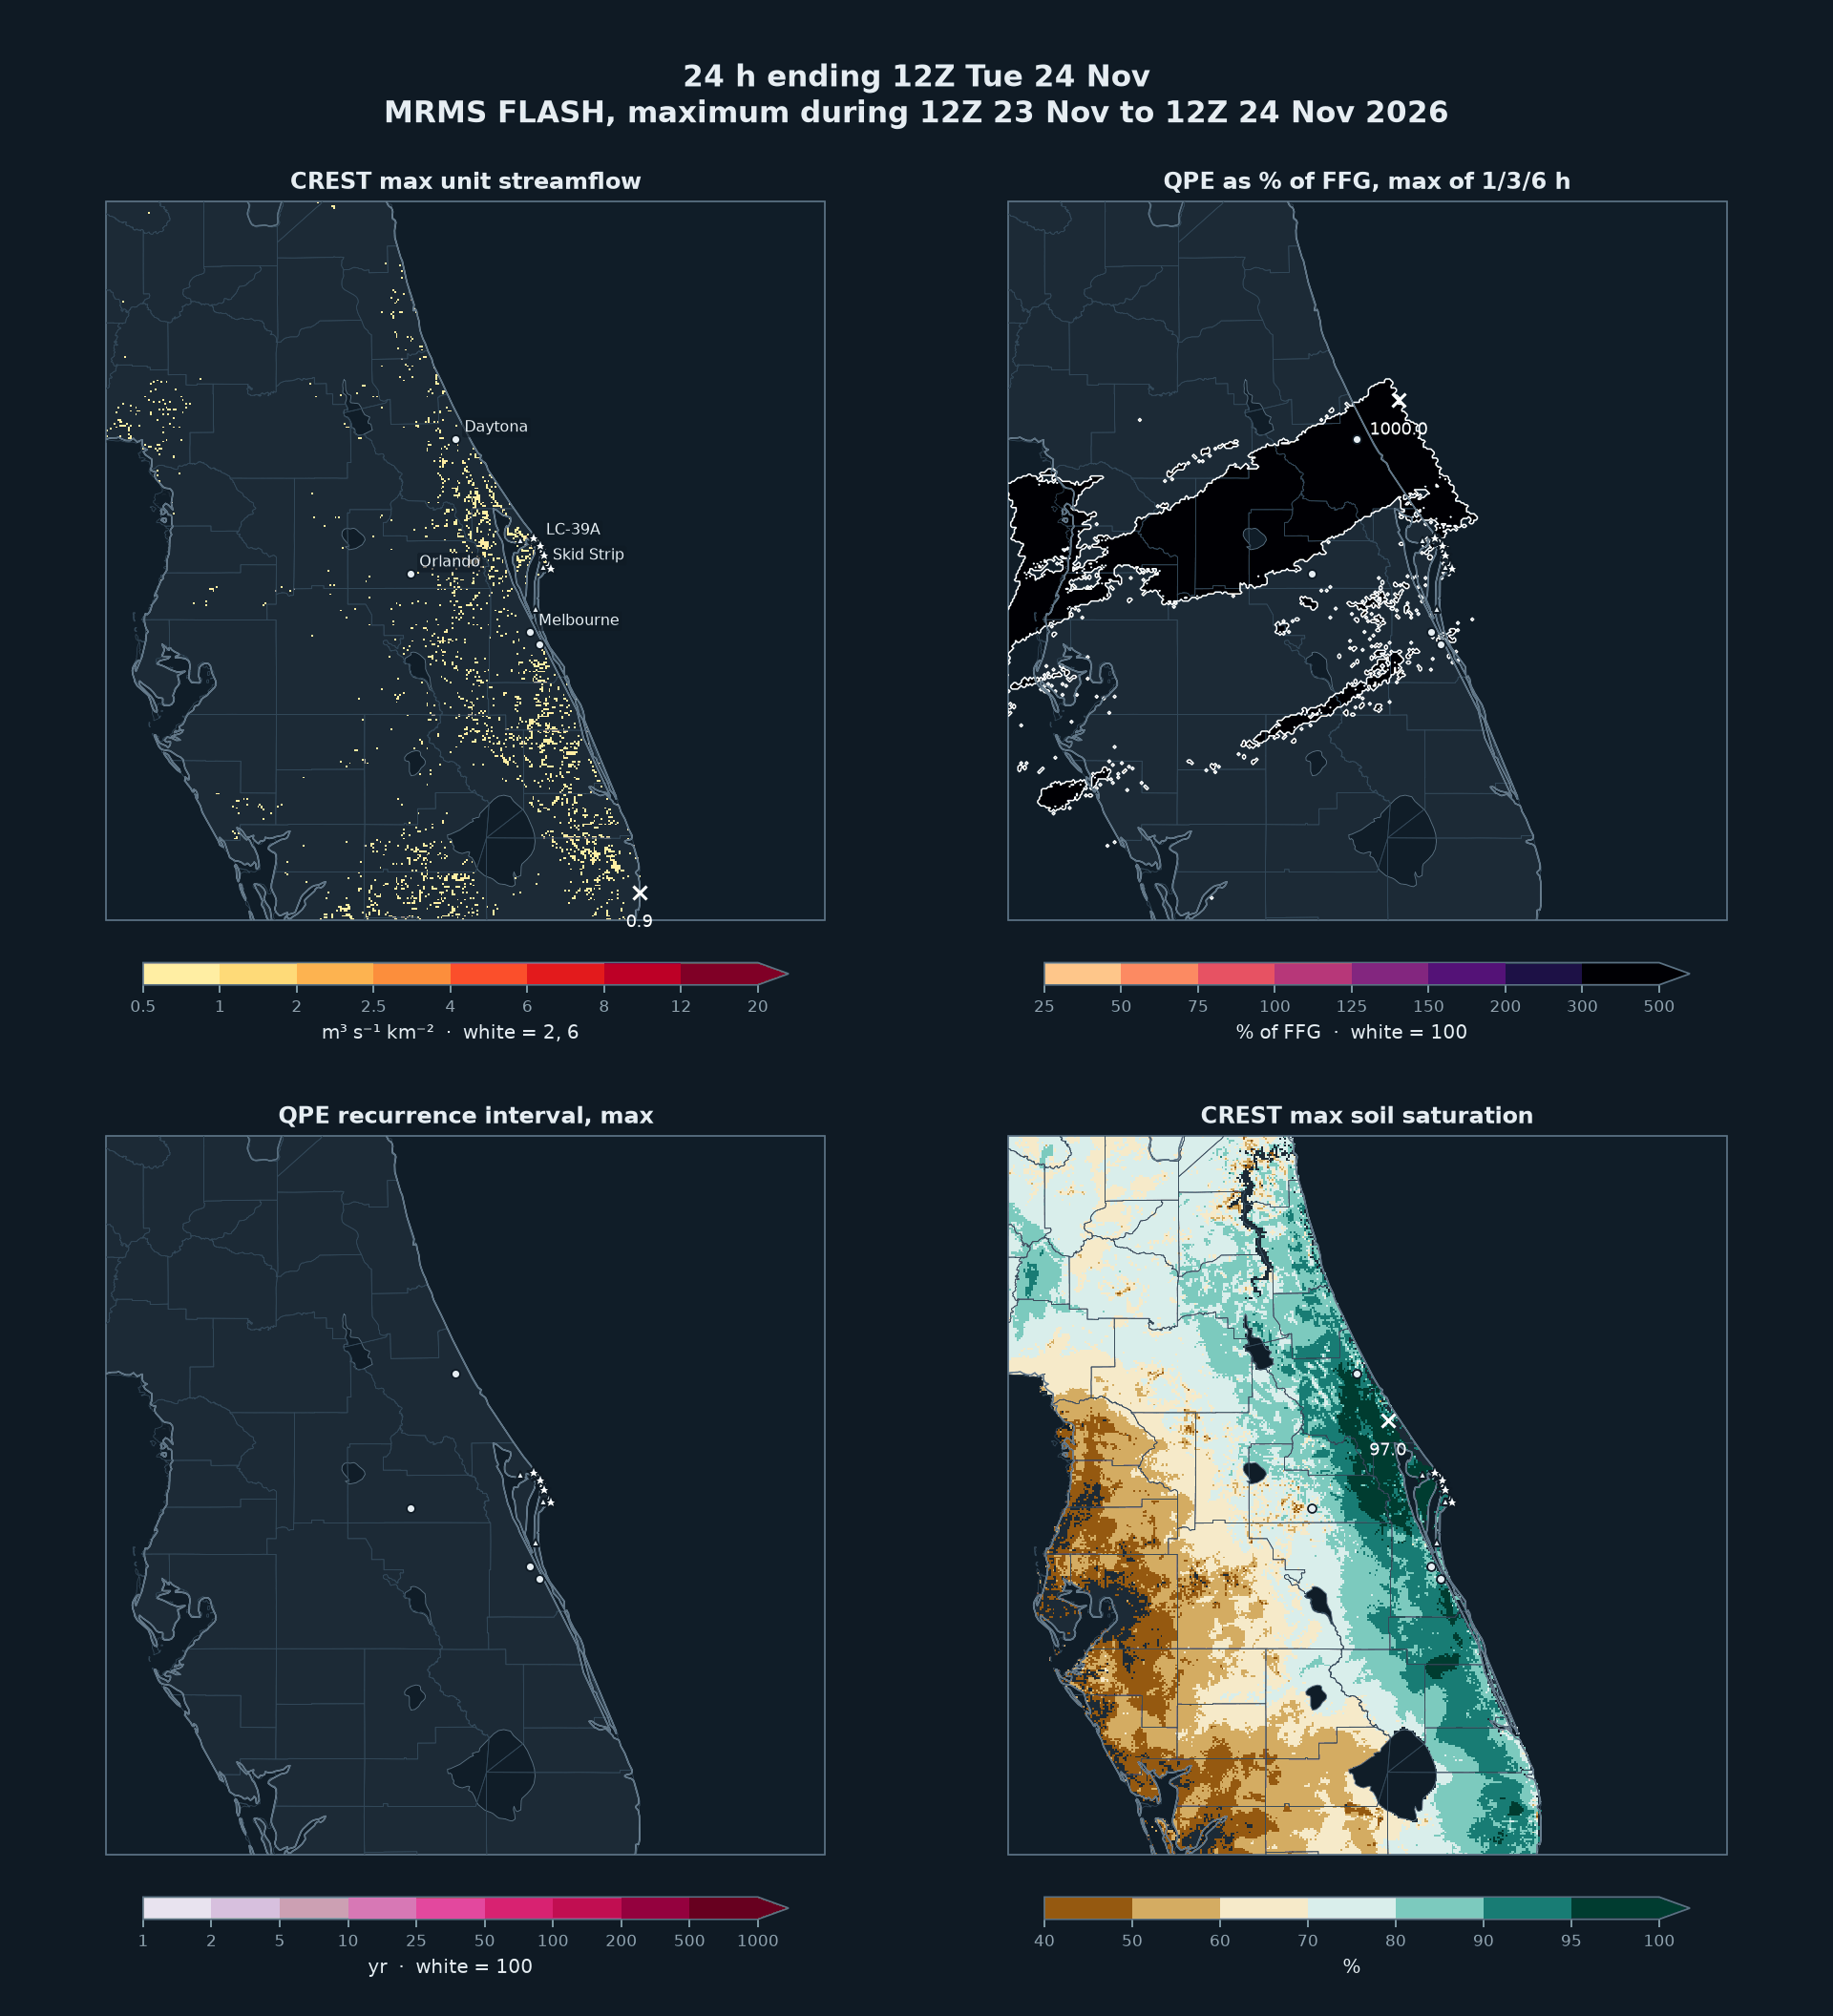 24 h ending 12Z Tue 24 Nov
MRMS FLASH, maximum during 12Z 23 Nov to 12Z 24 Nov 2026
CREST max unit streamflow
Daytona
LC-39A
Skid Strip
Orlando
Melbourne
0.9
0.5 1 2 2.5 4 6 8 12 20
m³ s⁻¹ km⁻² · white = 2, 6
QPE as % of FFG, max of 1/3/6 h
1000.0
25 50 75 100 125 150 200 300 500
% of FFG · white = 100
QPE recurrence interval, max
1 2 5 10 25 50 100 200 500 1000
yr · white = 100
CREST max soil saturation
97.0
40 50 60 70 80 90 95 100
%